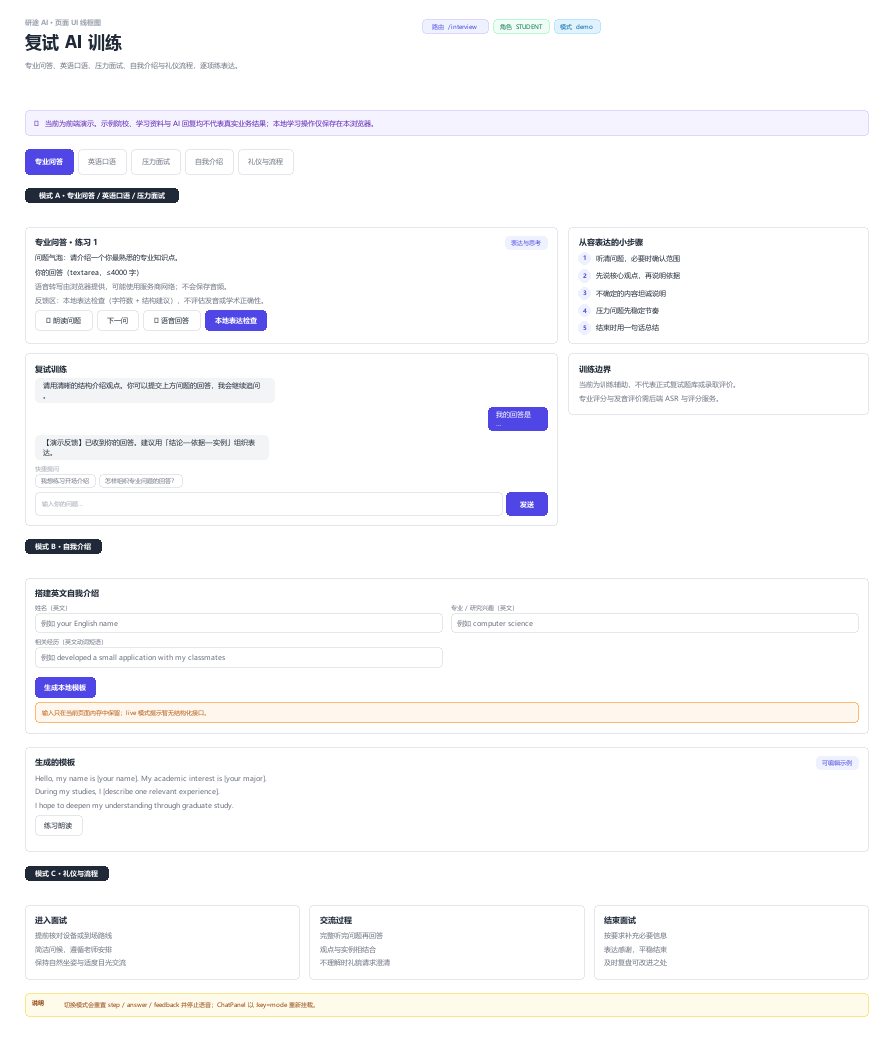 研途 AI • 页面 UI 线框图
复试 AI 训练
专业问答、英语口语、压力面试、自我介绍与礼仪流程，逐项练表达。
路由 /interview
角色 STUDENT
模式 demo
当前为前端演示。示例院校、学习资料与 AI 回复均不代表真实业务结果；本地学习操作仅保存在本浏览器。
专业问答
英语口语
压力面试
自我介绍
礼仪与流程
模式 A • 专业问答 / 英语口语 / 压力面试
专业问答 • 练习 1
表达与思考
问题气泡：请介绍一个你最熟悉的专业知识点。
你的回答（textarea，≤4000 字）
语音转写由浏览器提供，可能使用服务商网络；不会保存音频。
反馈区：本地表达检查（字符数 + 结构建议），不评估发音或学术正确性。
朗读问题
下一问
语音回答
本地表达检查
从容表达的小步骤
1 听清问题，必要时确认范围
2 先说核心观点，再说明依据
3 不确定的内容坦诚说明
4 压力问题先稳定节奏
5 结束时用一句话总结
复试训练
请用清晰的结构介绍观点。你可以提交上方问题的回答，我会继续追问
。
我的回答是
...
【演示反馈】已收到你的回答。建议用「结论—依据—实例」组织表
达。
快捷提问
我想练习开场介绍
怎样组织专业问题的回答？
输入你的问题...
发送
训练边界
当前为训练辅助，不代表正式复试题库或录取评价。
专业评分与发音评价需后端 ASR 与评分服务。
模式 B • 自我介绍
搭建英文自我介绍
姓名（英文）
专业 / 研究兴趣（英文）
例如 your English name
例如 computer science
相关经历（英文动词短语）
例如 developed a small application with my classmates
生成本地模板
输入只在当前页面内存中保留；live 模式提示暂无结构化接口。
生成的模板
可编辑示例
Hello, my name is [your name]. My academic interest is [your major].
During my studies, I [describe one relevant experience].
I hope to deepen my understanding through graduate study.
练习朗读
模式 C • 礼仪与流程
进入面试
提前核对设备或到场路线
简洁问候，遵循老师安排
保持自然坐姿与适度目光交流
交流过程
完整听完问题再回答
观点与实例相结合
不理解时礼貌请求澄清
结束面试
按要求补充必要信息
表达感谢，平稳结束
及时复盘可改进之处
说明
切换模式会重置 step / answer / feedback 并停止语音；ChatPanel 以 key=mode 重新挂载。